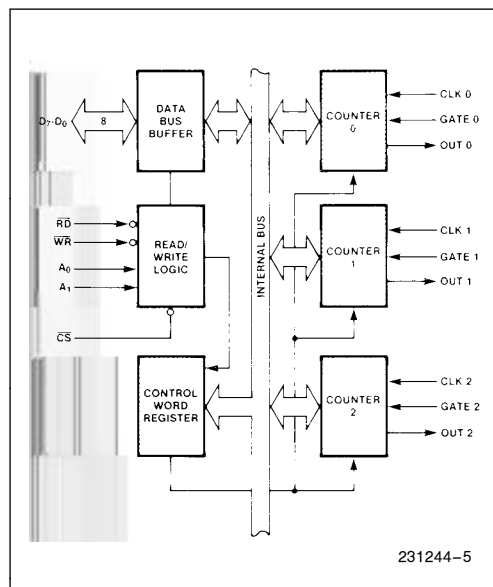 D7-D0
8
DATA
BUS
BUFFER
RD
WR
A0
A1
READ/
WRITE
LOGIC
CS
CONTROL
WORD
REGISTER
INTERNAL BUS
COUNTER
0
CLK 0
GATE 0
OUT 0
COUNTER
1
CLK 1
GATE 1
OUT 1
COUNTER
2
CLK 2
GATE 2
OUT 2
231244-5